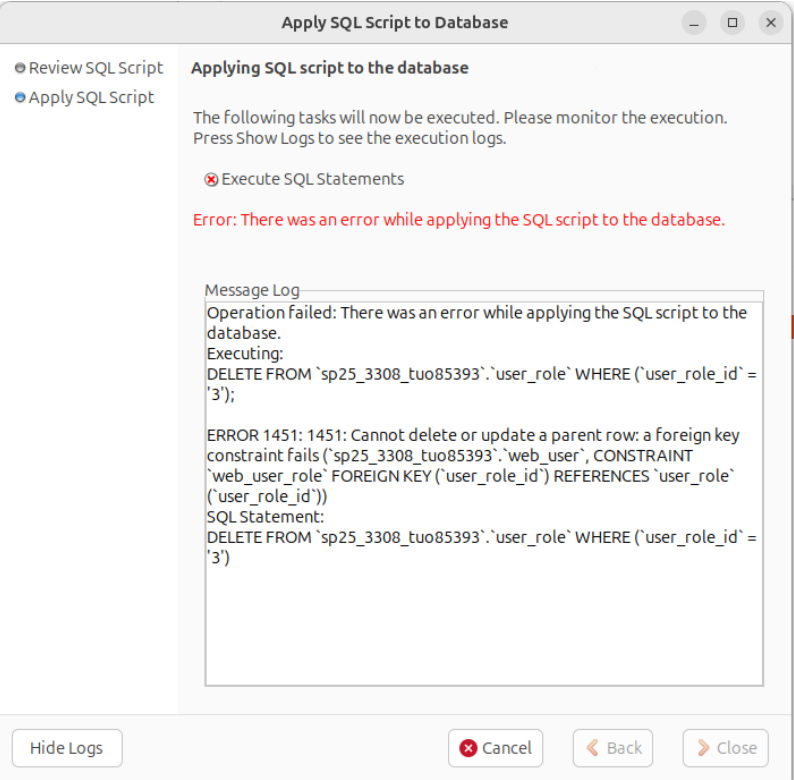 Apply SQL Script to Database
Review SQL Script
Apply SQL Script
Applying SQL script to the database
The following tasks will now be executed. Please monitor the execution.
Press Show Logs to see the execution logs.
Execute SQL Statements
Error: There was an error while applying the SQL script to the database.
Message Log
Operation failed: There was an error while applying the SQL script to the
database.
Executing:
DELETE FROM `sp25_3308_tuo85393`.`user_role` WHERE (`user_role_id` =
'3');
ERROR 1451: 1451: Cannot delete or update a parent row: a foreign key
constraint fails (`sp25_3308_tuo85393`.`web_user`, CONSTRAINT
`web_user_role` FOREIGN KEY (`user_role_id`) REFERENCES `user_role`
(`user_role_id`))
SQL Statement:
DELETE FROM `sp25_3308_tuo85393`.`user_role` WHERE (`user_role_id` =
'3')
Hide Logs
Cancel
Back
Close